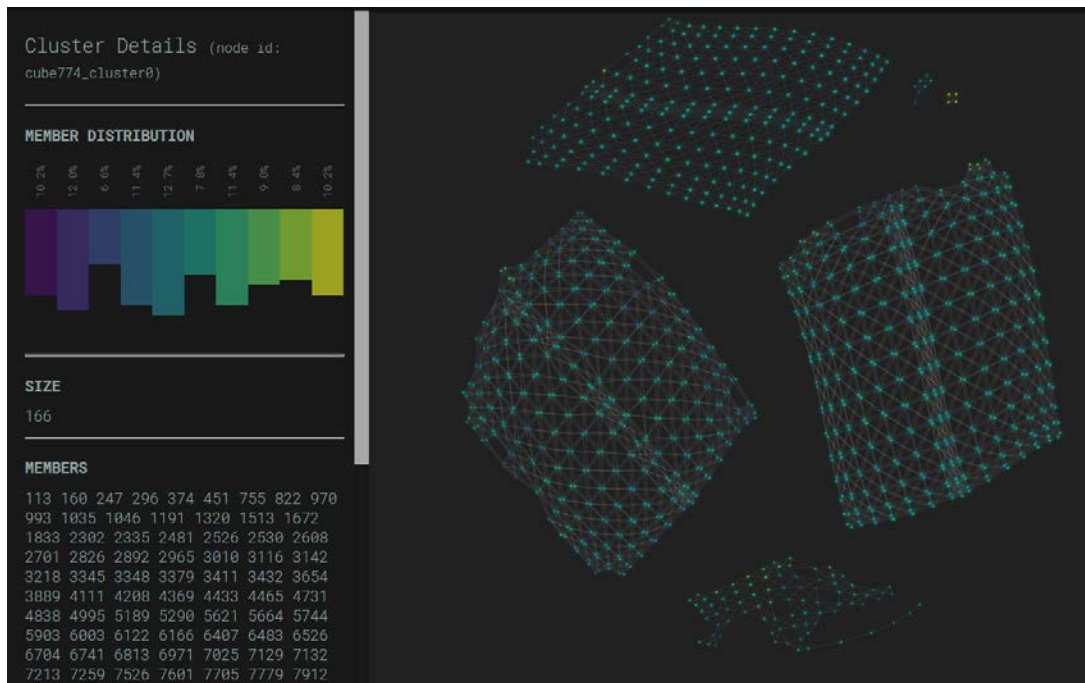 Cluster Details (node id:
cube774_cluster0)
MEMBER DISTRIBUTION
10.2% 12.0% 6.6% 11.4% 12.7% 7.8% 11.4% 9.0% 8.4% 10.2%
SIZE
166
MEMBERS
113 160 247 296 374 451 755 822 970
993 1035 1046 1191 1320 1513 1672
1833 2302 2335 2481 2526 2530 2608
2701 2826 2892 2965 3010 3116 3142
3218 3345 3348 3379 3411 3432 3654
3889 4111 4208 4369 4433 4465 4731
4838 4995 5189 5290 5621 5664 5744
5903 6003 6122 6166 6407 6483 6526
6704 6741 6813 6971 7025 7129 7132
7213 7259 7526 7601 7705 7779 7912